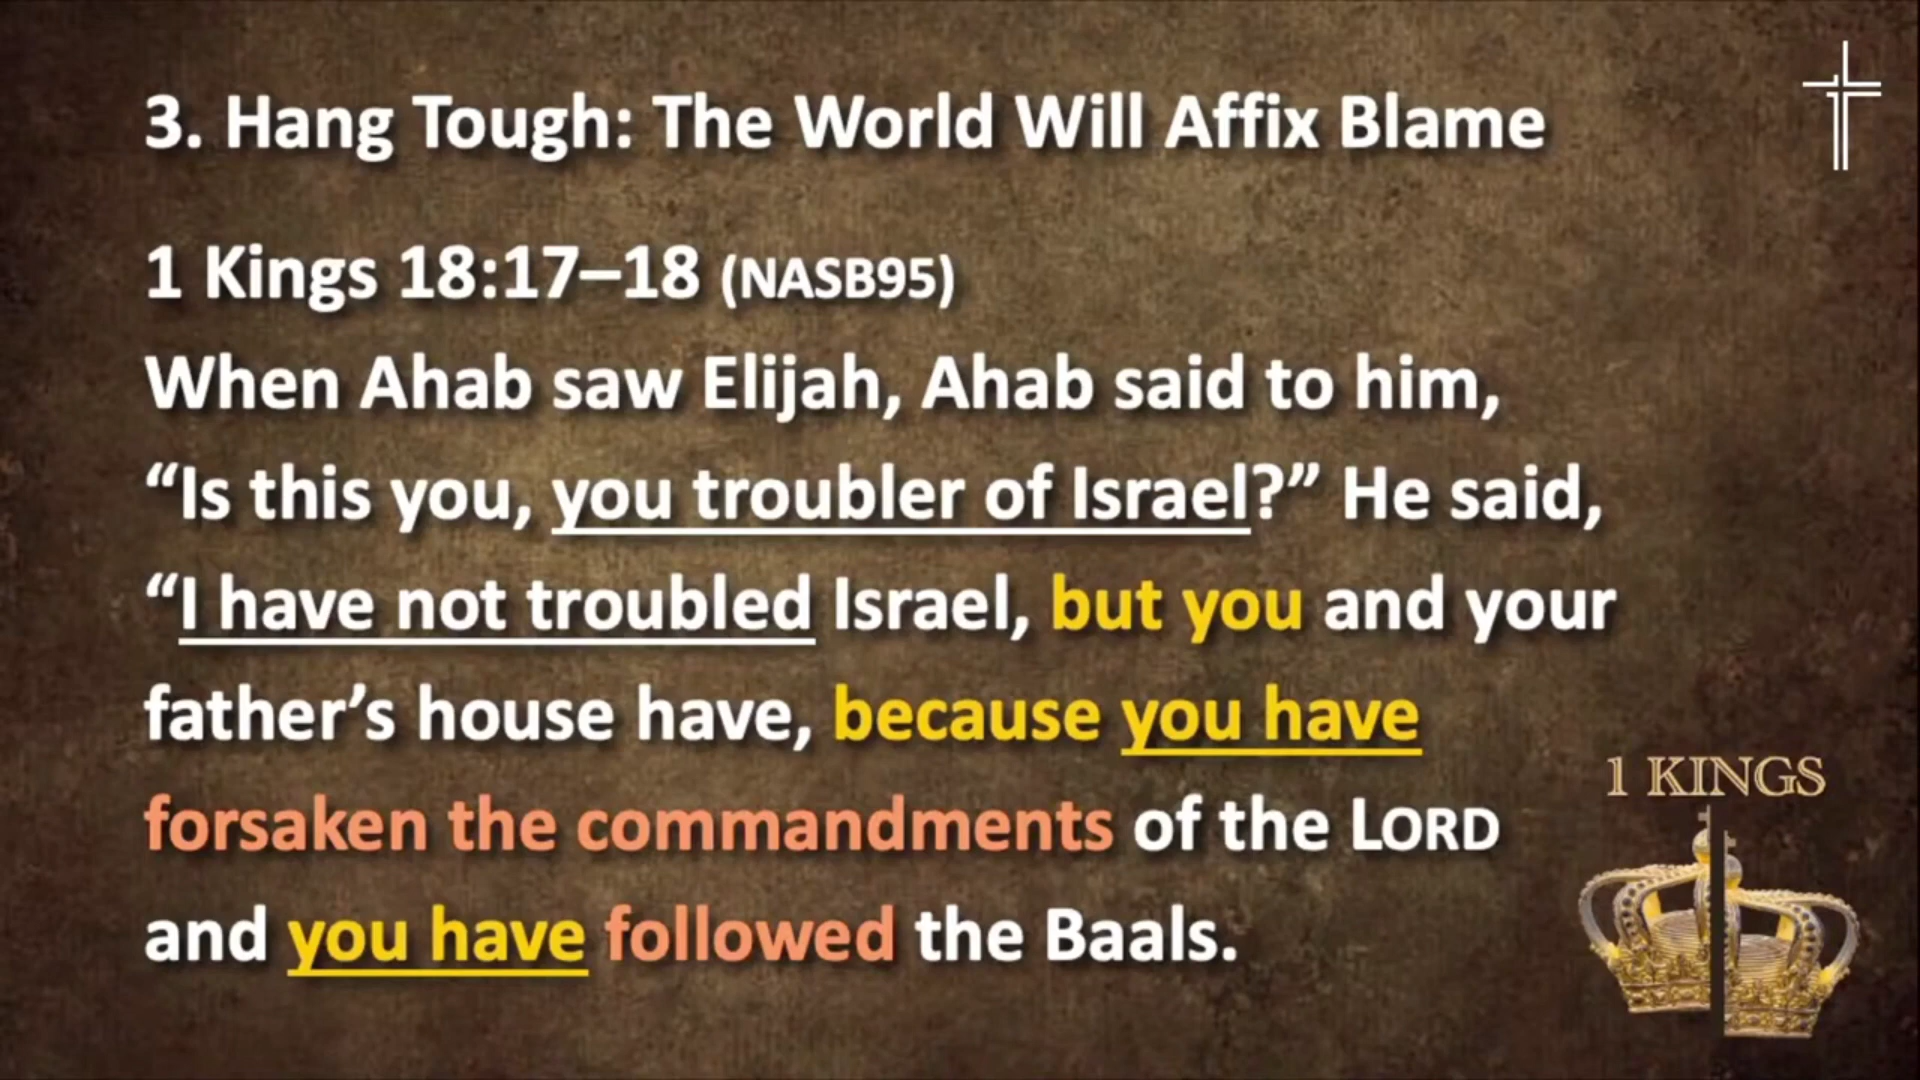 3. Hang Tough: The World Will Affix Blame
1 Kings 18:17–18 (NASB95)
When Ahab saw Elijah, Ahab said to him,
“Is this you, you troubler of Israel?” He said,
“I have not troubled Israel, but you and your
father’s house have, because you have
forsaken the commandments of the LORD
and you have followed the Baals.
1 KINGS